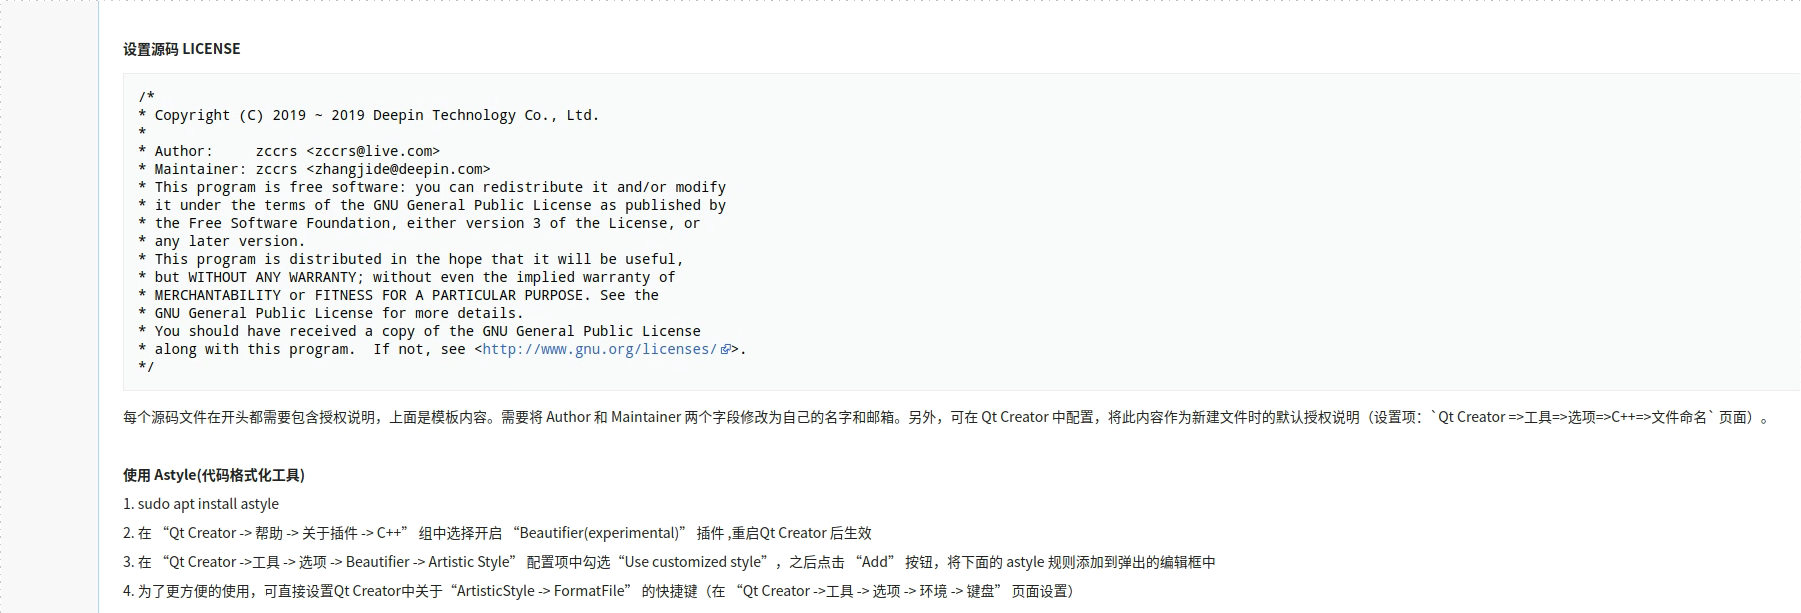 设置源码 LICENSE
/*
* Copyright (C) 2019 ~ 2019 Deepin Technology Co., Ltd.
*
* Author:     zccrs <zccrs@live.com>
* Maintainer: zccrs <zhangjide@deepin.com>
* This program is free software: you can redistribute it and/or modify
* it under the terms of the GNU General Public License as published by
* the Free Software Foundation, either version 3 of the License, or
* any later version.
* This program is distributed in the hope that it will be useful,
* but WITHOUT ANY WARRANTY; without even the implied warranty of
* MERCHANTABILITY or FITNESS FOR A PARTICULAR PURPOSE. See the
* GNU General Public License for more details.
* You should have received a copy of the GNU General Public License
* along with this program.  If not, see <http://www.gnu.org/licenses/>.
*/
每个源码文件在开头都需要包含授权说明，上面是模板内容。需要将 Author 和 Maintainer 两个字段修改为自己的名字和邮箱。另外，可在 Qt Creator 中配置，将此内容作为新建文件时的默认授权说明（设置项：`Qt Creator =>工具=>选项=>C++=>文件命名` 页面）。
使用 Astyle(代码格式化工具)
1. sudo apt install astyle
2. 在 “Qt Creator -> 帮助 -> 关于插件 -> C++” 组中选择开启 “Beautifier(experimental)” 插件 ,重启Qt Creator 后生效
3. 在 “Qt Creator ->工具 -> 选项 -> Beautifier -> Artistic Style” 配置项中勾选“Use customized style”，之后点击 “Add” 按钮，将下面的 astyle 规则添加到弹出的编辑框中
4. 为了更方便的使用，可直接设置Qt Creator中关于“ArtisticStyle -> FormatFile” 的快捷键（在 “Qt Creator ->工具 -> 选项 -> 环境 -> 键盘” 页面设置）